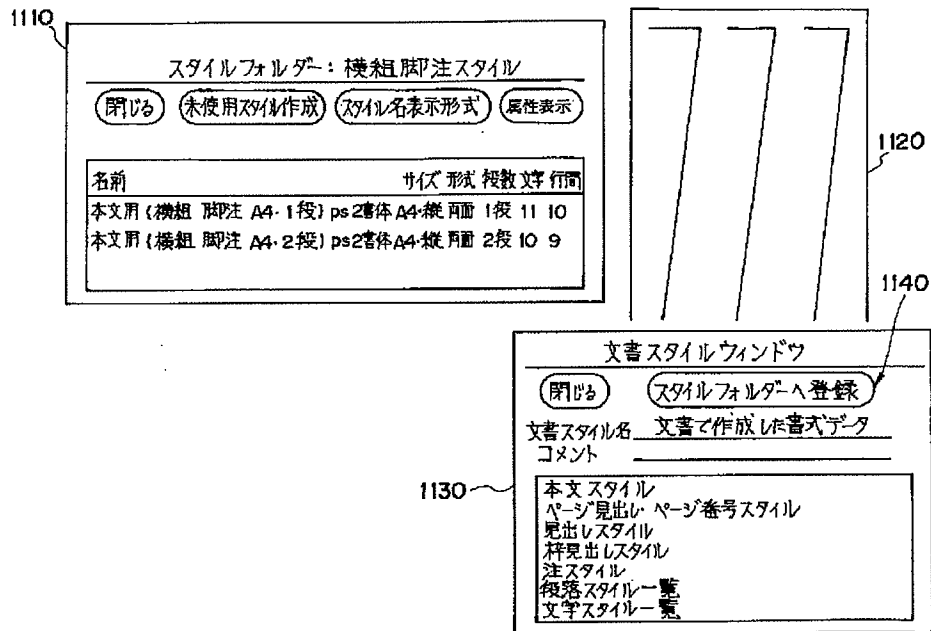 1110
スタイルフォルダー：横組脚注スタイル
閉じる 未使用スタイル作成 スタイル名表示形式 属性表示
名前 サイズ 形式 段数 文字 行間
本文用{横組 脚注 A4・1段} ps2書体 A4・縦 両面 1段 11 10
本文用{横組 脚注 A4・2段} ps2書体 A4・縦 両面 2段 10 9
1120
1140
文書スタイルウィンドウ
閉じる スタイルフォルダーへ登録
文書スタイル名 文書で作成した書式データ
コメント
1130
本文スタイル
ページ見出し・ページ番号スタイル
見出しスタイル
枠見出しスタイル
注スタイル
段落スタイル一覧
文字スタイル一覧